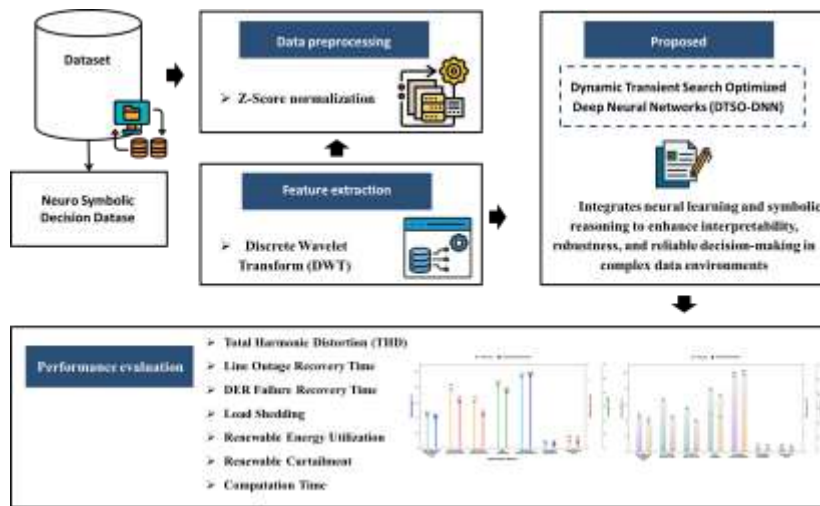 Dataset
Neuro Symbolic
Decision Datase
Data preprocessing
➤ Z-Score normalization
Feature extraction
➤ Discrete Wavelet
Transform (DWT)
Proposed
Dynamic Transient Search Optimized
Deep Neural Networks (DTSO-DNN)
Integrates neural learning and symbolic
reasoning to enhance interpretability,
robustness, and reliable decision-making in
complex data environments
Performance evaluation
➤ Total Harmonic Distortion (THD)
➤ Line Outage Recovery Time
➤ DER Failure Recovery Time
➤ Load Shedding
➤ Renewable Energy Utilization
➤ Renewable Curtailment
➤ Computation Time